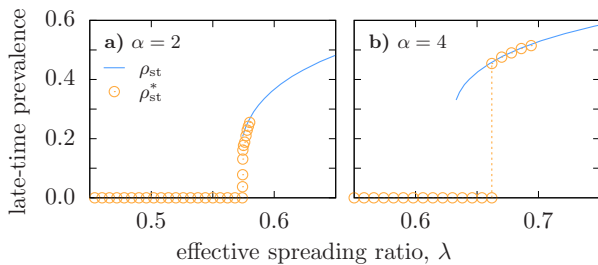 late-time prevalence
0.6
0.4
0.2
0.0
a) α = 2
ρst
ρ*st
b) α = 4
0.5
0.6
0.6
0.7
effective spreading ratio, λ